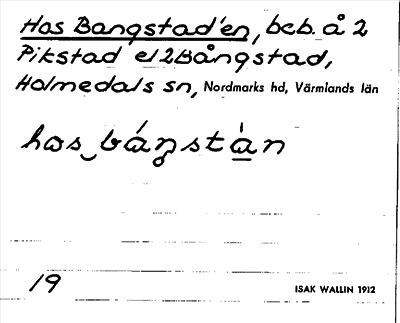 Hos Bangstad'en, beb. å 2
Pikstad el 2 Bångstad,
Holmedals sn, Nordmarks hd, Värmlands län
hos báŋstàn
19
ISAK WALLIN 1912